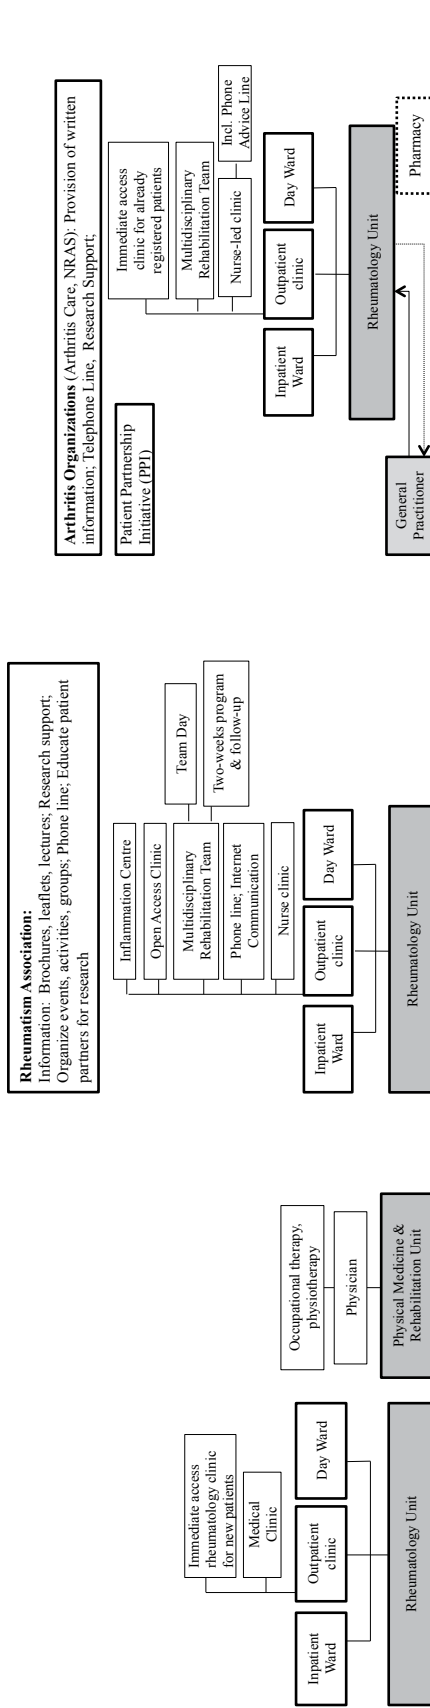 Immediate access
rheumatology clinic
for new patients
Medical
Clinic
Inpatient
Ward
Outpatient
clinic
Day Ward
Rheumatology Unit
Occupational therapy,
physiotherapy
Physician
Physical Medicine &
Rehabilitation Unit
Rheumatism Association:
Information: Brochures, leaflets, lectures; Research support;
Organize events, activities, groups; Phone line; Educate patient
partners for research
Inflammation Centre
Open Access Clinic
Multidisciplinary
Rehabilitation Team
Team Day
Two-weeks program
& follow-up
Phone line; Internet
Communication
Nurse clinic
Inpatient
Ward
Outpatient
clinic
Day Ward
Rheumatology Unit
Arthritis Organizations (Arthritis Care, NRAS): Provision of written
information; Telephone Line, Research Support;
Patient Partnership
Initiative (PPI)
Immediate access
clinic for already
registered patients
Multidisciplinary
Rehabilitation Team
Nurse-led clinic
Incl. Phone
Advice Line
Inpatient
Ward
Outpatient
clinic
Day Ward
Rheumatology Unit
General
Practitioner
Pharmacy